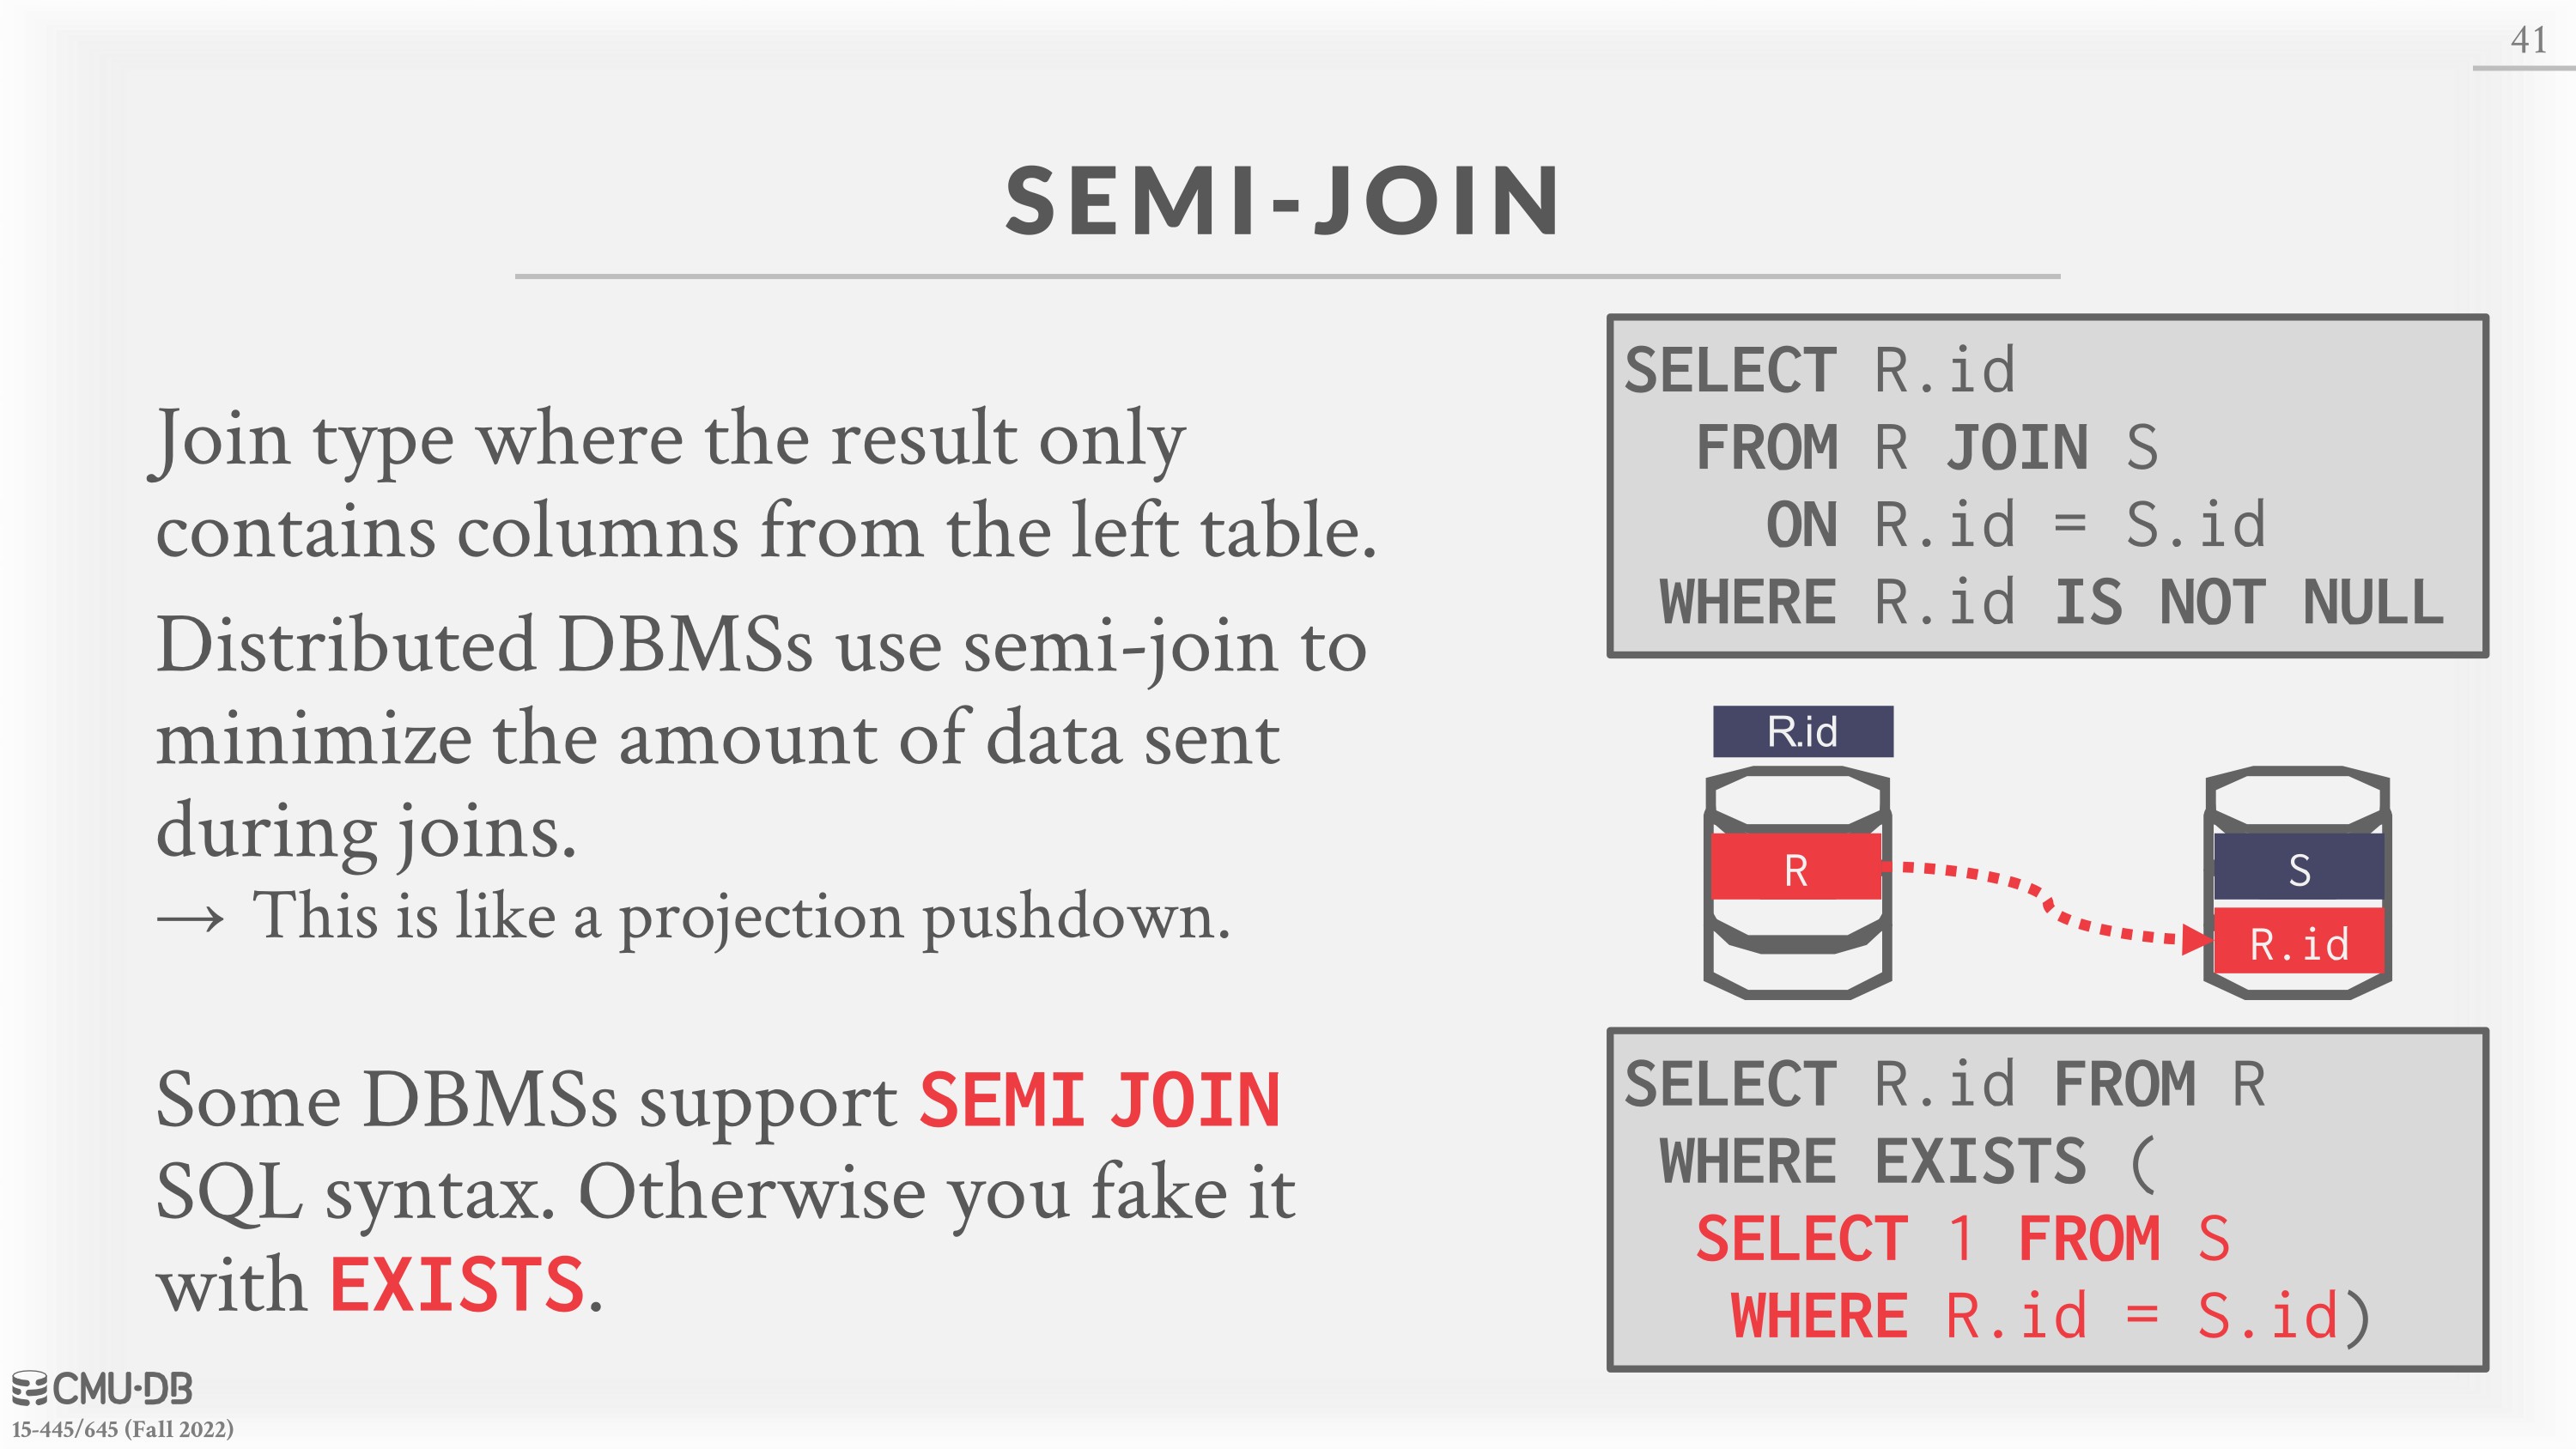 41
SEMI-JOIN
Join type where the result only
contains columns from the left table.
Distributed DBMSs use semi-join to
minimize the amount of data sent
during joins.
→ This is like a projection pushdown.
Some DBMSs support SEMI JOIN
SQL syntax. Otherwise you fake it
with EXISTS.
SELECT R.id
FROM R JOIN S
ON R.id = S.id
WHERE R.id IS NOT NULL
R.id
R
S
R.id
SELECT R.id FROM R
WHERE EXISTS (
SELECT 1 FROM S
WHERE R.id = S.id)
CMU·DB
15-445/645 (Fall 2022)